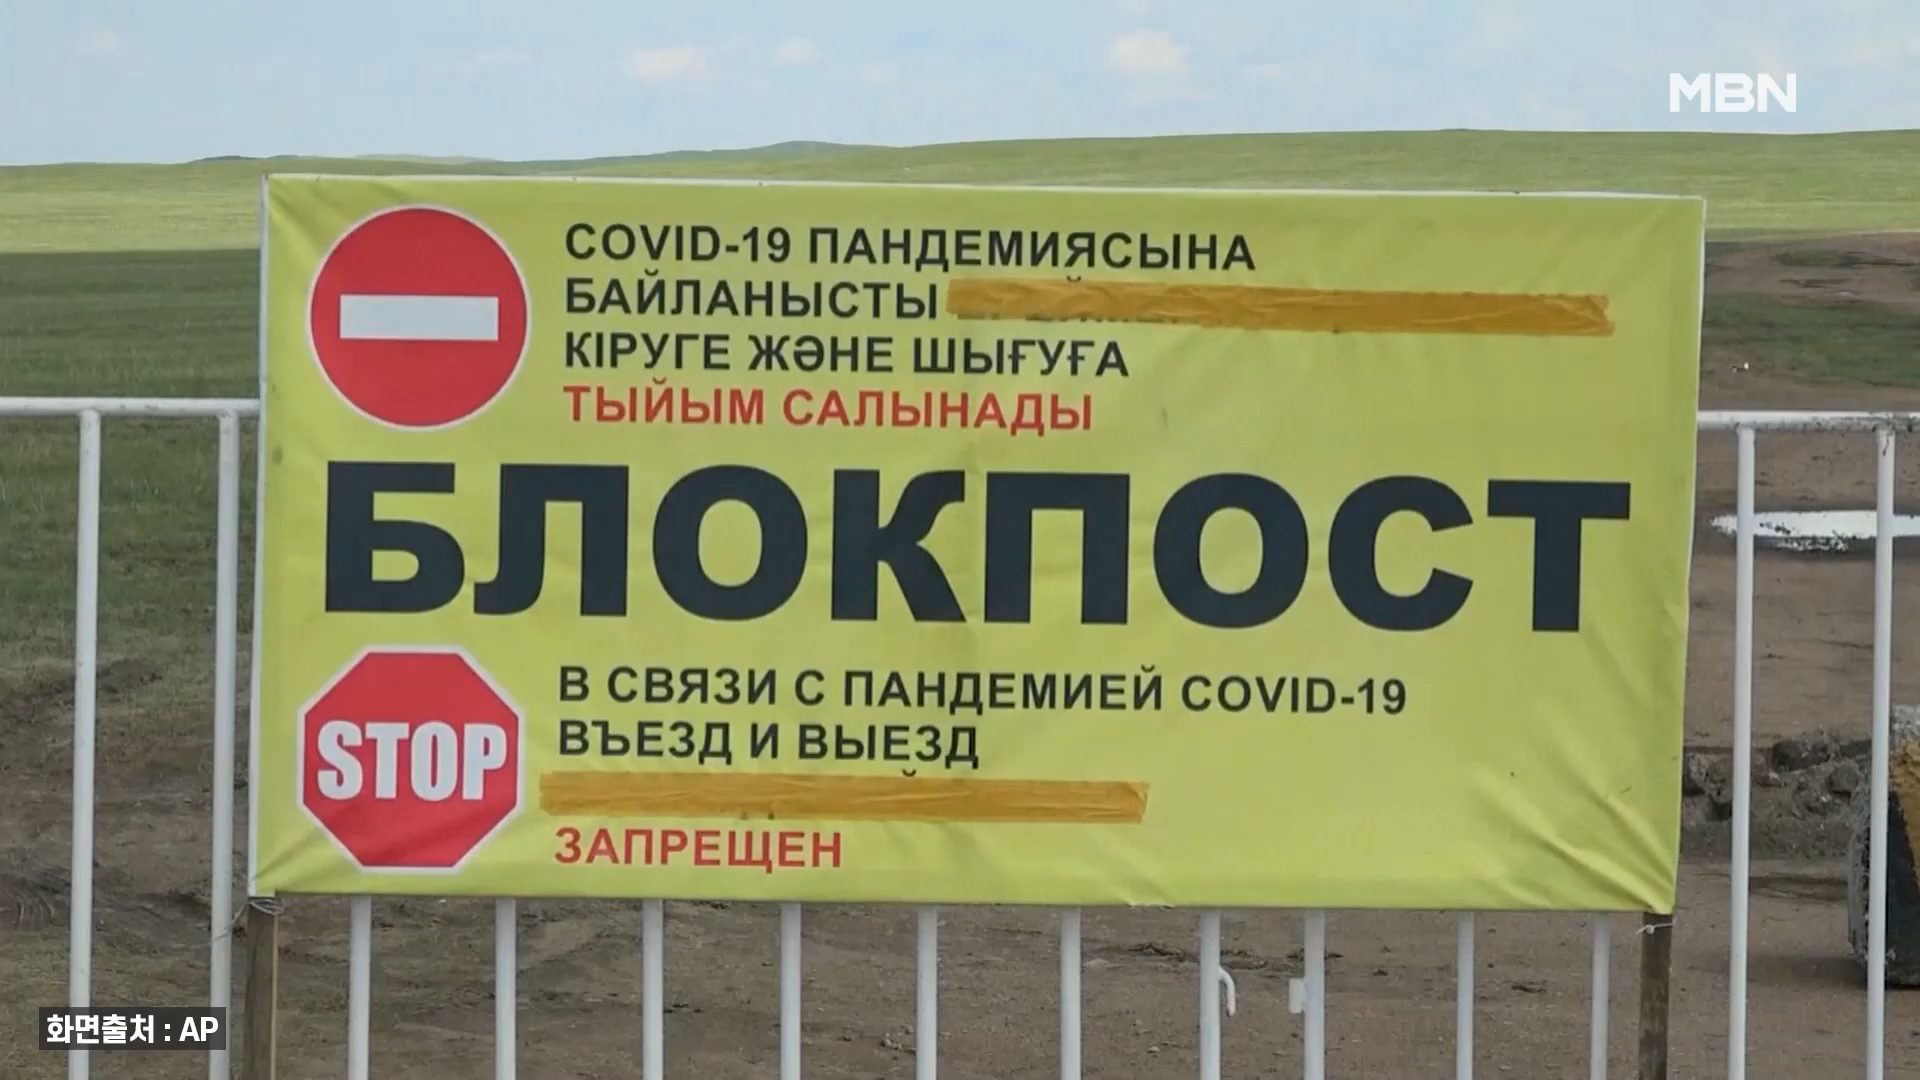 MBN
COVID-19 ПАНДЕМИЯСЫНА
БАЙЛАНЫСТЫ
КІРУГЕ ЖӘНЕ ШЫҒУҒА
ТЫЙЫМ САЛЫНАДЫ
БЛОКПОСТ
STOP
В СВЯЗИ С ПАНДЕМИЕЙ COVID-19
ВЪЕЗД И ВЫЕЗД
ЗАПРЕЩЕН
화면출처 : AP